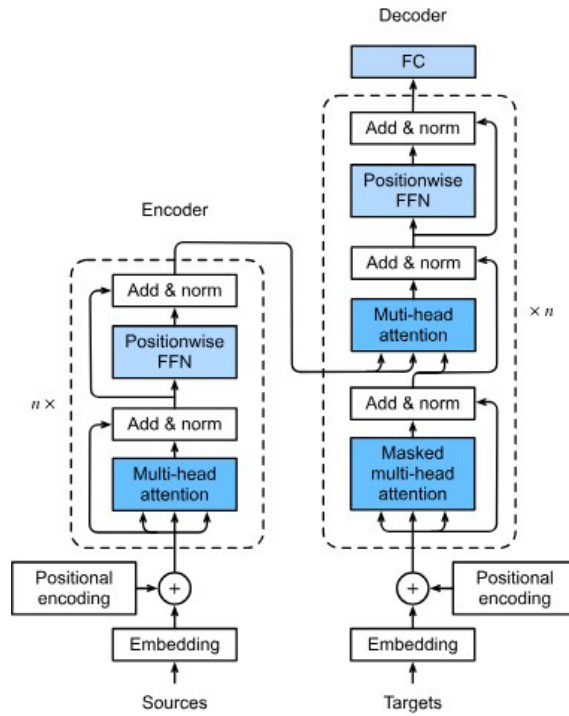 Decoder
FC
Add & norm
Positionwise
FFN
Add & norm
Muti-head
attention
× n
Add & norm
Masked
multi-head
attention
Encoder
Add & norm
Positionwise
FFN
n ×
Add & norm
Multi-head
attention
Positional
encoding
+
Embedding
Sources
+
Positional
encoding
Embedding
Targets